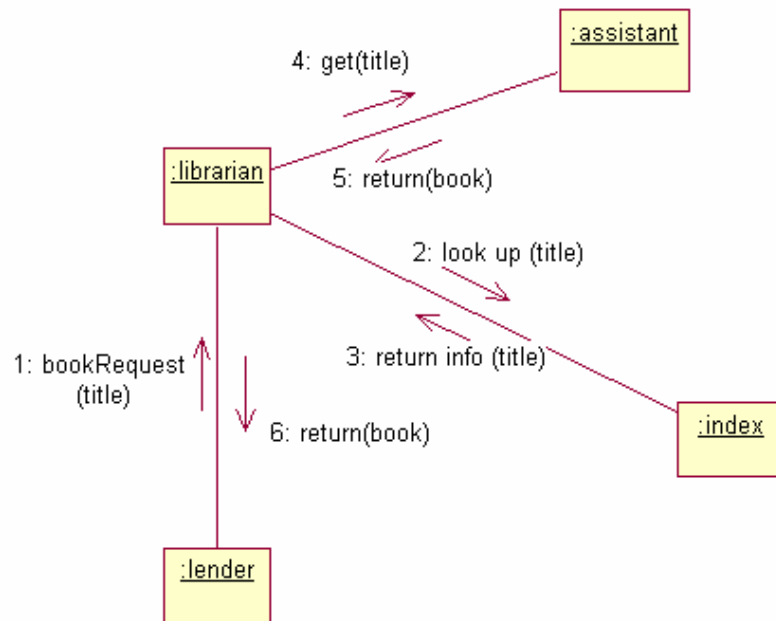 :assistant
4: get(title)
:librarian
5: return(book)
2: look up (title)
3: return info (title)
1: bookRequest
(title)
:index
6: return(book)
:lender